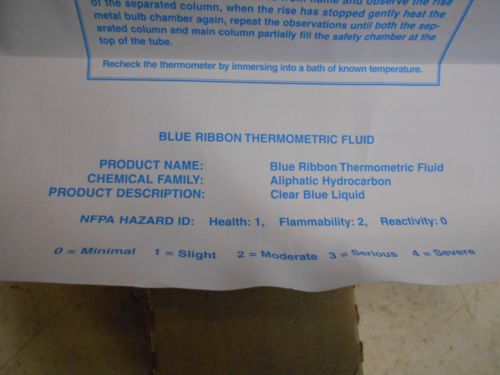 of the separated column, when the rise has stopped gently heat the
metal bulb chamber again, repeat the observations until both the sep-
arated column and main column partially fill the safety chamber at the
top of the tube.
Recheck the thermometer by immersing into a bath of known temperature.
BLUE RIBBON THERMOMETRIC FLUID
PRODUCT NAME: Blue Ribbon Thermometric Fluid
CHEMICAL FAMILY: Aliphatic Hydrocarbon
PRODUCT DESCRIPTION: Clear Blue Liquid
NFPA HAZARD ID: Health: 1, Flammability: 2, Reactivity: 0
0 = Minimal 1 = Slight 2 = Moderate 3 = Serious 4 = Severe